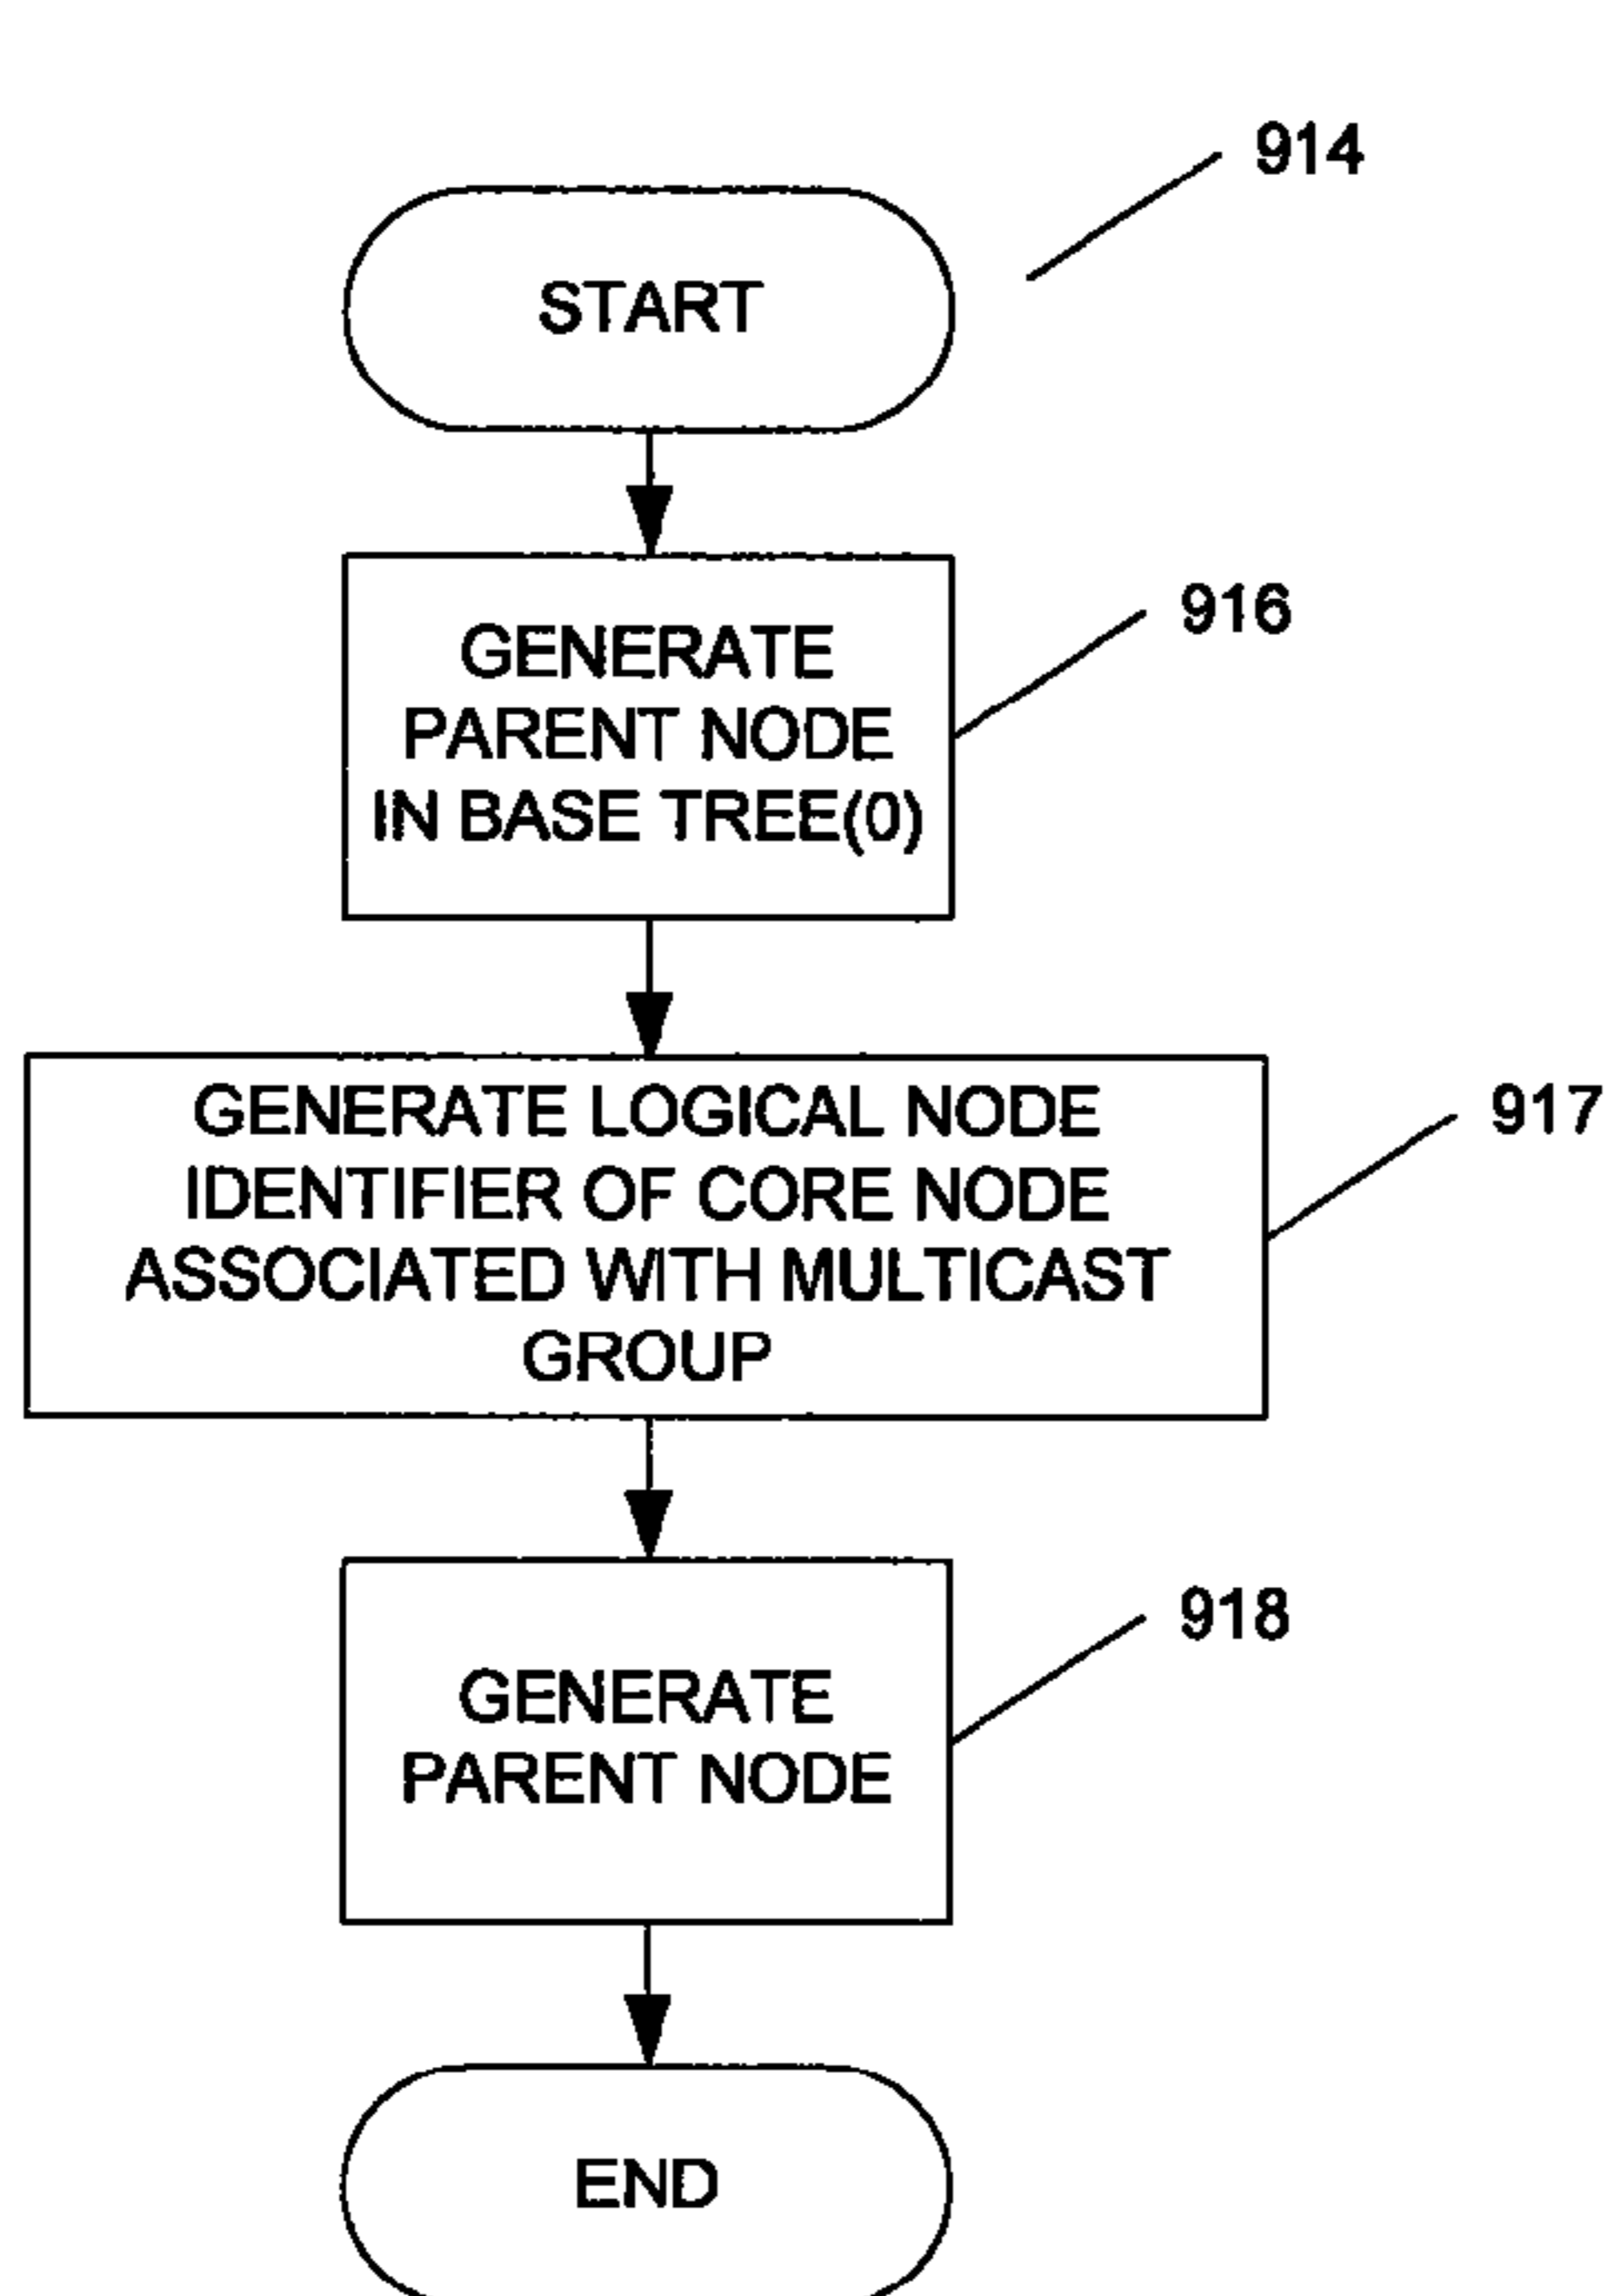 914
START
916
GENERATE
PARENT NODE
IN BASE TREE(0)
917
GENERATE LOGICAL NODE
IDENTIFIER OF CORE NODE
ASSOCIATED WITH MULTICAST
GROUP
918
GENERATE
PARENT NODE
END